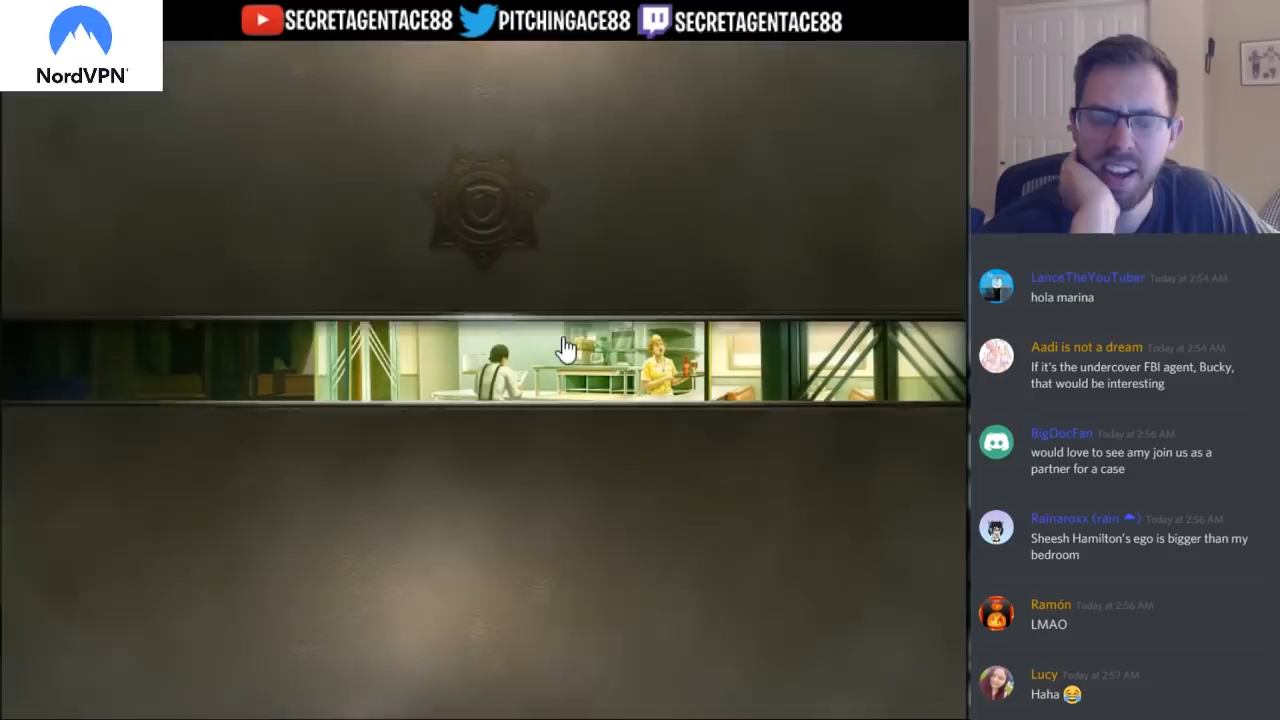 SECRETAGENTACE88 PITCHINGACE88 SECRETAGENTACE88
NordVPN
LanceTheYouTuber Today at 2:54 AM
hola marina
Aadi is not a dream Today at 2:54 AM
If it's the undercover FBI agent, Bucky,
that would be interesting
BigDocFan Today at 2:56 AM
would love to see amy join us as a
partner for a case
Rainaroxx (rain ☁) Today at 2:56 AM
Sheesh Hamilton's ego is bigger than my
bedroom
Ramón Today at 2:56 AM
LMAO
Lucy Today at 2:57 AM
Haha 😂